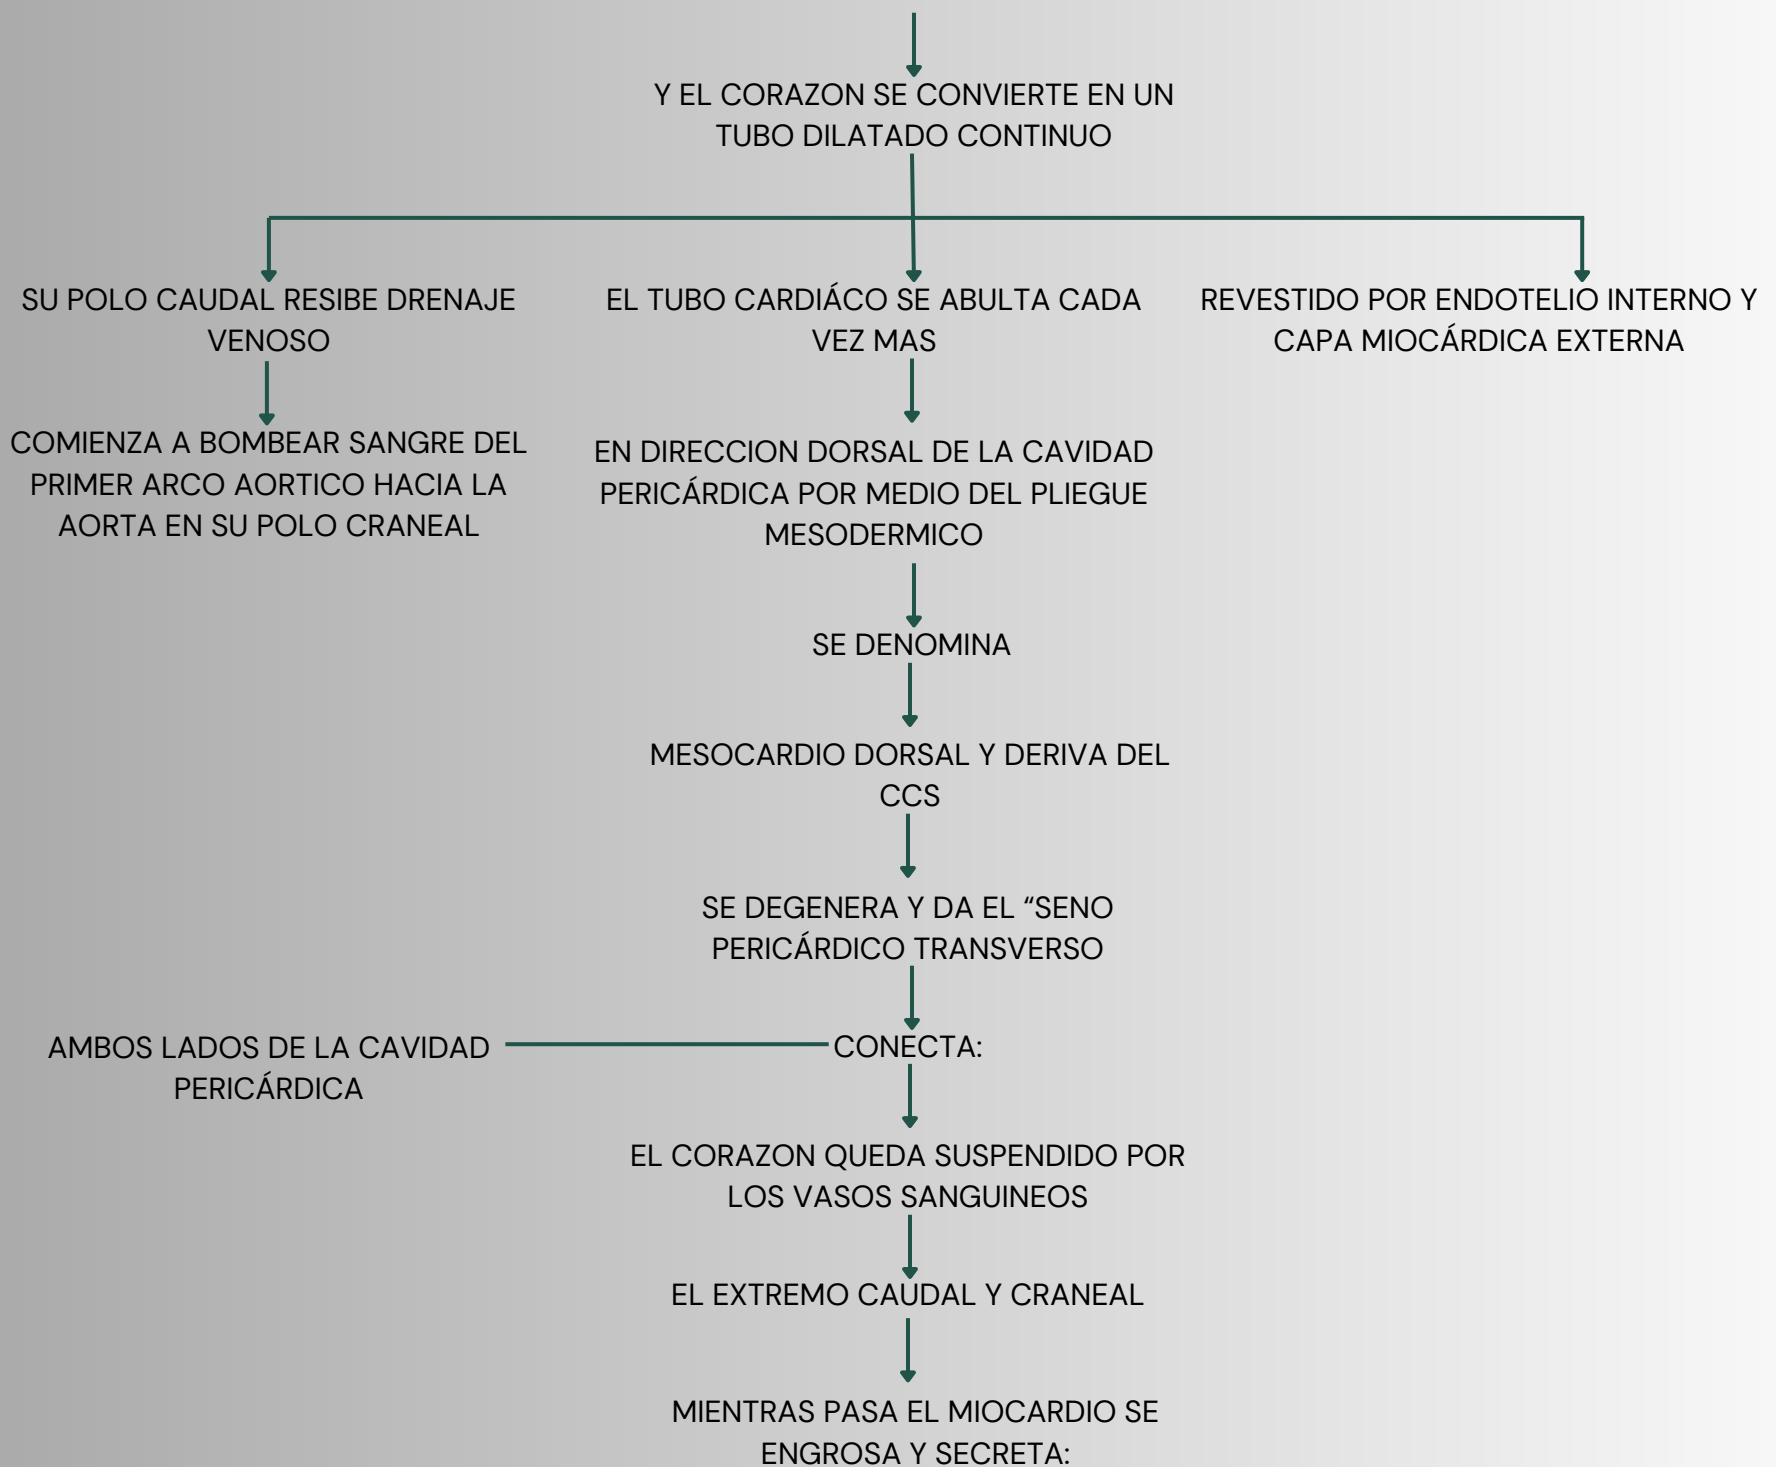 Y EL CORAZON SE CONVIERTE EN UN
TUBO DILATADO CONTINUO
SU POLO CAUDAL RESIBE DRENAJE
VENOSO
COMIENZA A BOMBEAR SANGRE DEL
PRIMER ARCO AORTICO HACIA LA
AORTA EN SU POLO CRANEAL
EL TUBO CARDIÁCO SE ABULTA CADA
VEZ MAS
EN DIRECCION DORSAL DE LA CAVIDAD
PERICÁRDICA POR MEDIO DEL PLIEGUE
MESODERMICO
SE DENOMINA
MESOCARDIO DORSAL Y DERIVA DEL
CCS
SE DEGENERA Y DA EL “SENO
PERICÁRDICO TRANSVERSO
CONECTA:
AMBOS LADOS DE LA CAVIDAD
PERICÁRDICA
EL CORAZON QUEDA SUSPENDIDO POR
LOS VASOS SANGUINEOS
EL EXTREMO CAUDAL Y CRANEAL
MIENTRAS PASA EL MIOCARDIO SE
ENGROSA Y SECRETA:
REVESTIDO POR ENDOTELIO INTERNO Y
CAPA MIOCÁRDICA EXTERNA